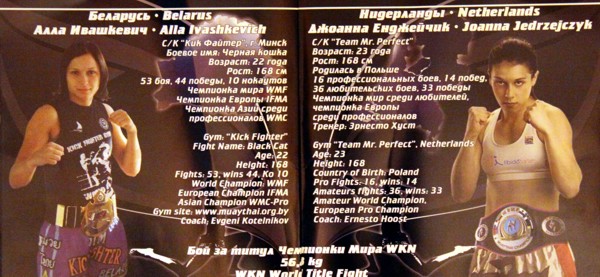 Беларусь • Belarus
Алла Ивашкевич • Alla Ivashkevich
С/К "Кик Файтер", г. Минск
Боевое имя: Черная кошка
Возраст: 22 года
Рост: 168 см
53 боя, 44 победы, 10 нокаутов
Чемпионка мира WMF
Чемпионка Европы IFMA
Чемпионка Азии среди
профессионалов WMC
Gym: "Kick Fighter"
Fight Name: Black Cat
Age: 22
Height: 168
Fights: 53, wins 44, Ko 10
World Champion: WMF
European Champion IFMA
Asian Champion WMC-Pro
Gym site: www.muaythai.org.by
Coach: Evgeni Kotelnikov
Нидерланды • Netherlands
Джоанна Енджейчик • Joanna Jedrzejczyk
С/К "Team Mr. Perfect"
Возраст: 23 года
Рост: 168 см
Родилась в Польше
16 профессиональных боев, 14 побед,
36 любительских боев, 33 победы
Чемпионка мир среди любителей,
чемпионка Европы
среди профессионалов
Тренер: Эрнесто Хуст
Gym "Team Mr. Perfect", Netherlands
Age: 23
Height: 168
Country of Birth: Poland
Pro Fights: 16, wins: 14
Amateurs fights: 36, wins: 33
Amateur World Champion,
European Pro Champion
Coach: Ernesto Hoost
Бой за титул Чемпионки Мира WKN
56,1 kg
WKN World Title Fight